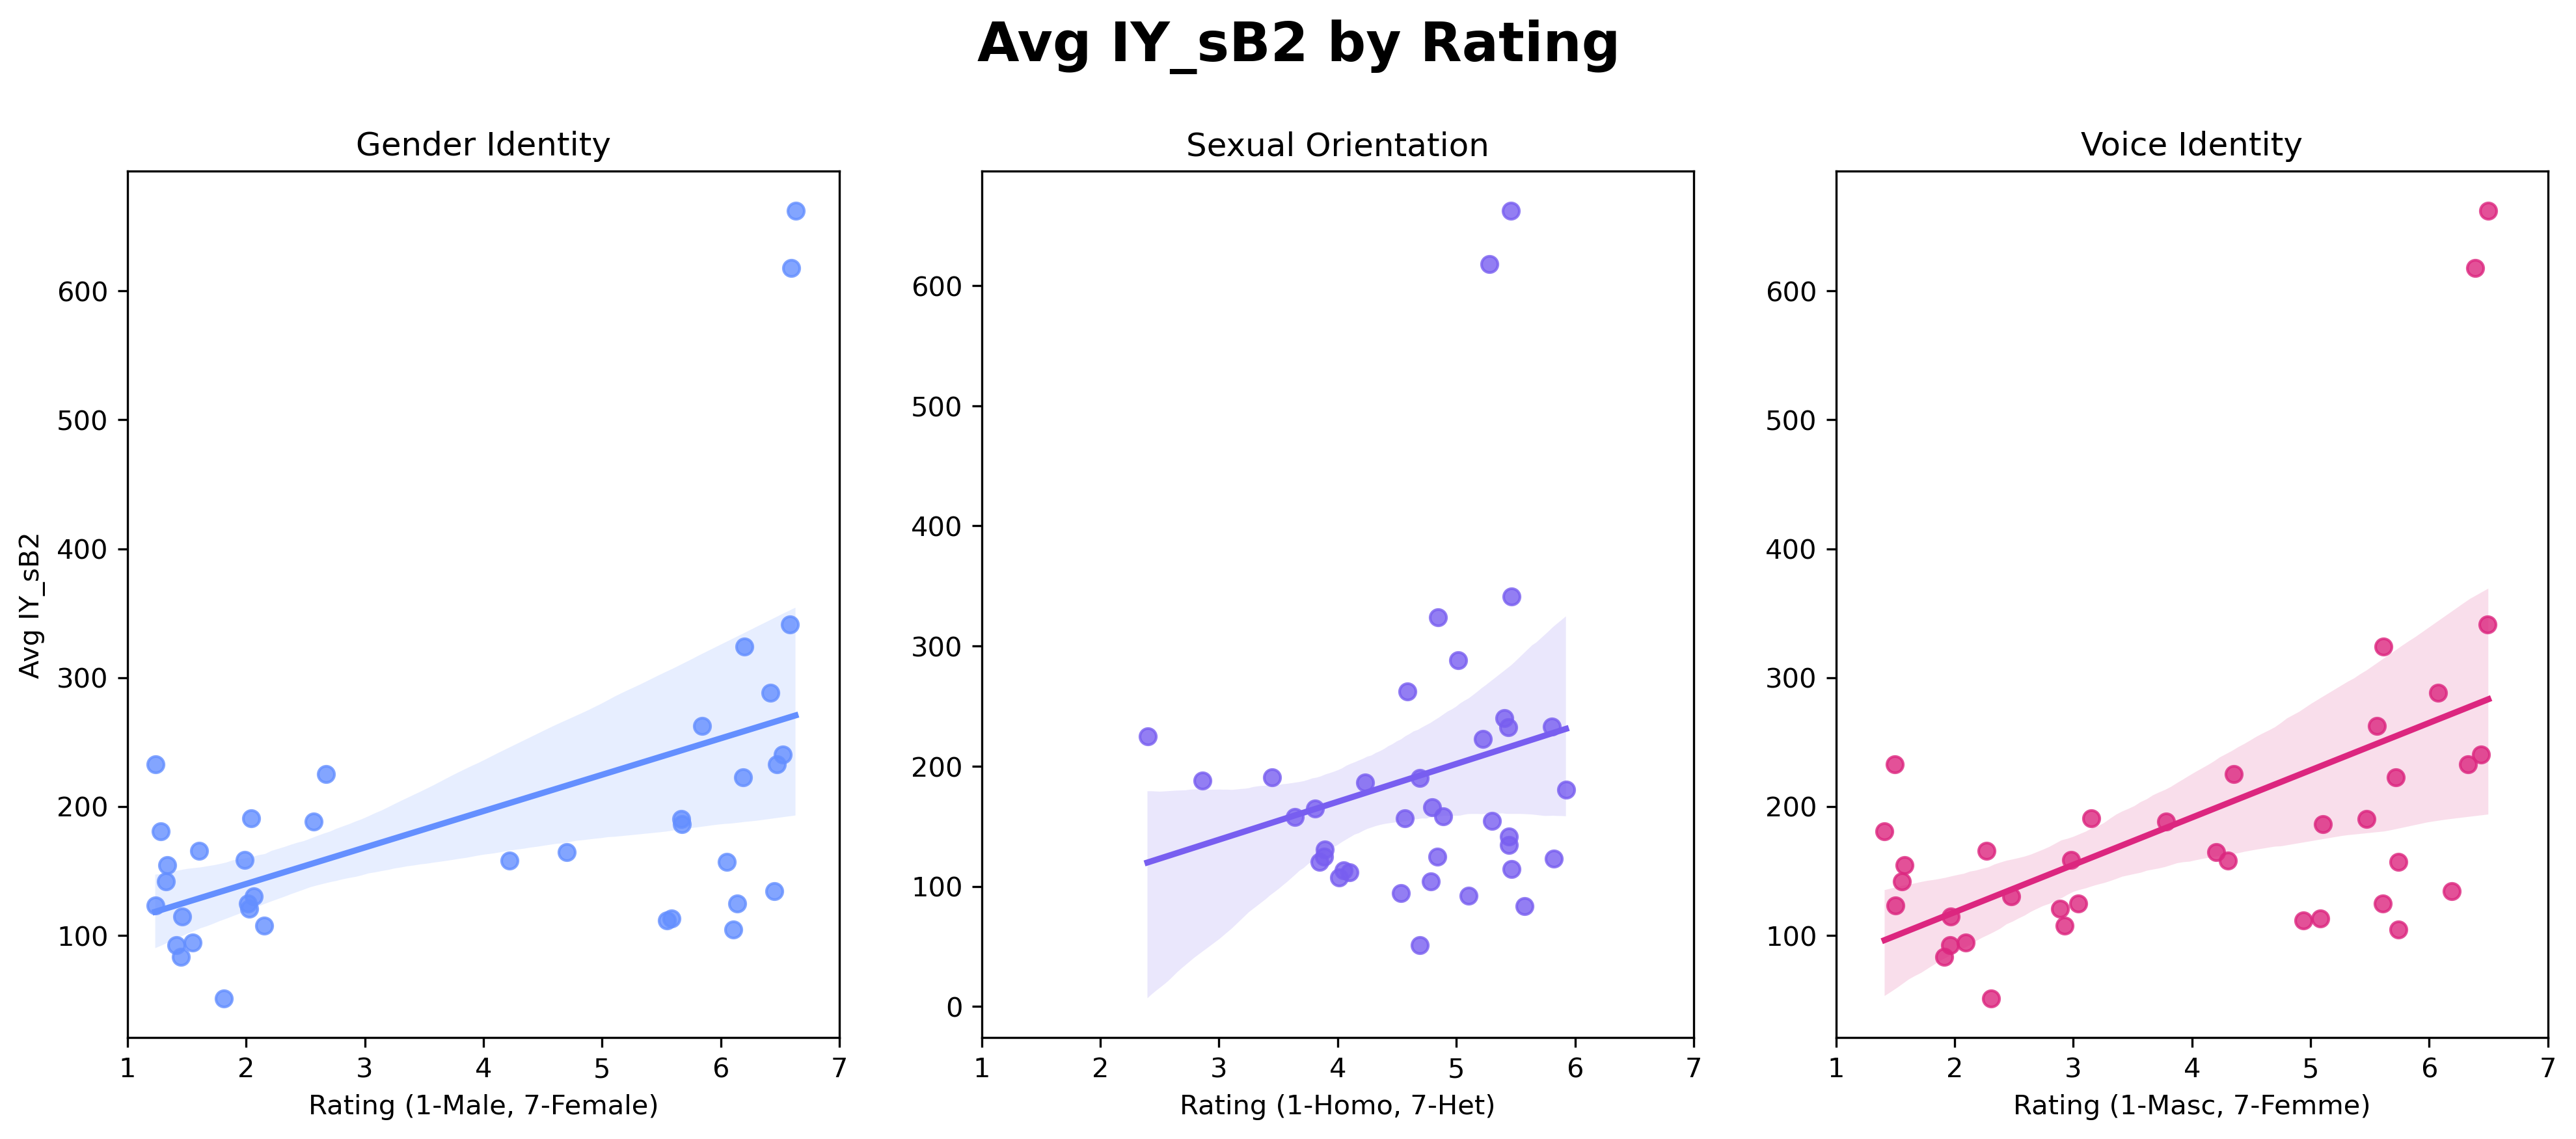 Avg IY_sB2 by Rating
Gender Identity
Sexual Orientation
Voice Identity
Avg IY_sB2
600
500
400
300
200
100
1 2 3 4 5 6 7
Rating (1-Male, 7-Female)
600
500
400
300
200
100
0
1 2 3 4 5 6 7
Rating (1-Homo, 7-Het)
600
500
400
300
200
100
1 2 3 4 5 6 7
Rating (1-Masc, 7-Femme)